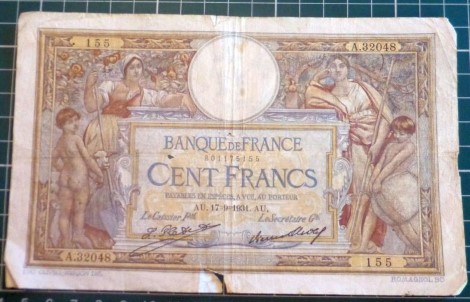 155
A.32048
BANQUE DE FRANCE
801175155
CENT FRANCS
PAYABLES EN ESPÈCES, A VUE, AU PORTEUR
AU. 17-9-1931. AU.
Le Caissier Pal
Le Secrétaire Gal
A.32048
155